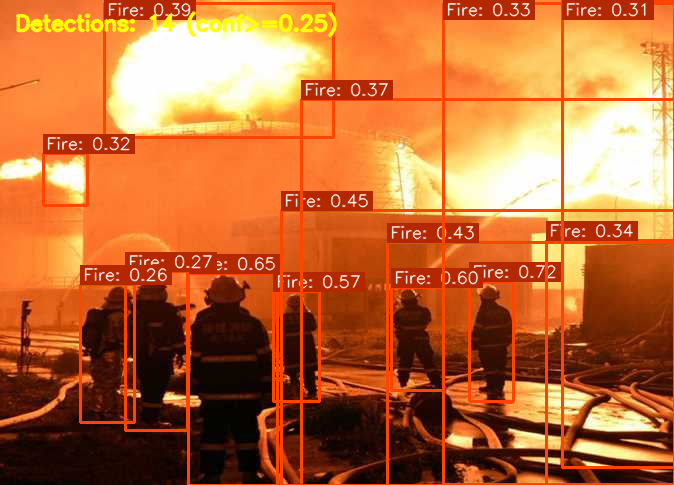 Fire: 0.39
Fire: 0.33
Fire: 0.31
Detections: 14 (conf>=0.25)
Fire: 0.37
Fire: 0.32
Fire: 0.45
Fire: 0.43
Fire: 0.34
Fire: 0.27
0.65
Fire: 0.26
Fire: 0.57
Fire: 0.60
Fire: 0.72